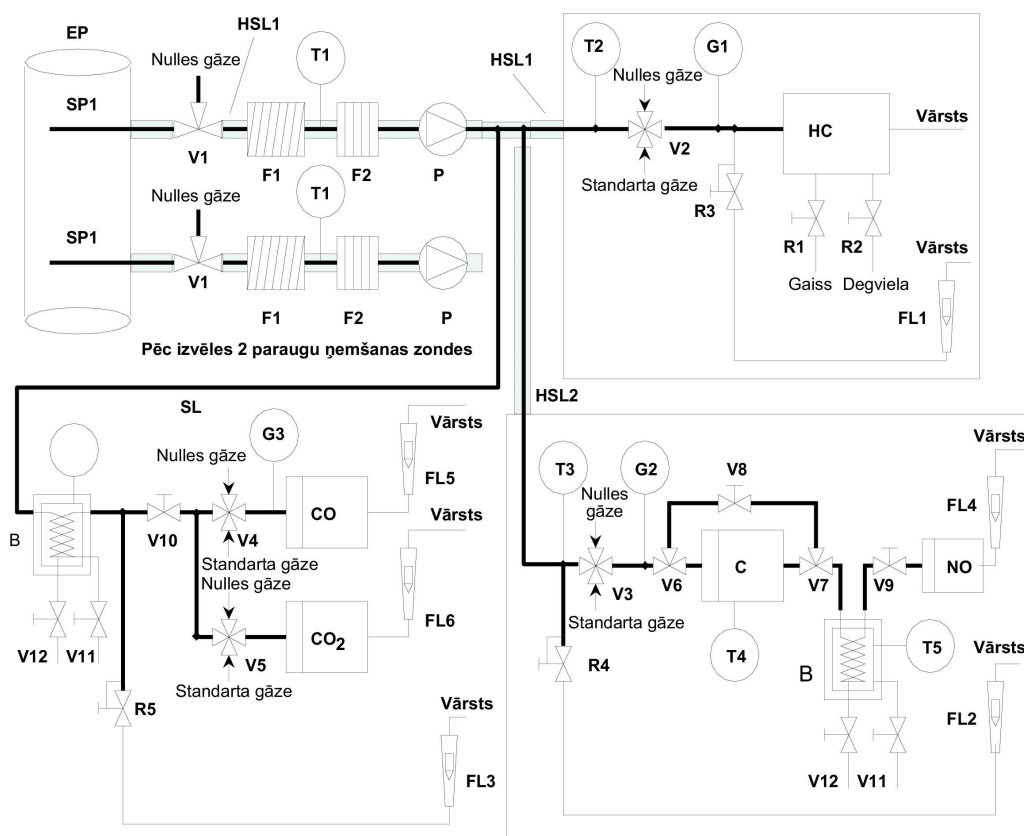 EP
HSL1
Nulles gāze
T1
SP1
V1
F1
F2
P
Nulles gāze
T1
SP1
V1
F1
F2
P
Pēc izvēles 2 paraugu ņemšanas zondes
HSL1
T2
G1
Nulles gāze
V2
Standarta gāze
HC
Vārsts
R3
R1
R2
Gaiss
Degviela
Vārsts
FL1
HSL2
SL
Vārsts
G3
Nulles gāze
FL5
CO
B
V10
V4
Standarta gāze
Nulles gāze
Vārsts
FL6
CO2
V5
Standarta gāze
V12
V11
R5
Vārsts
FL3
T3
G2
V8
Vārsts
FL4
Nulles
gāze
V3
V6
C
V7
V9
NO
Standarta gāze
R4
T4
B
T5
Vārsts
FL2
V12
V11